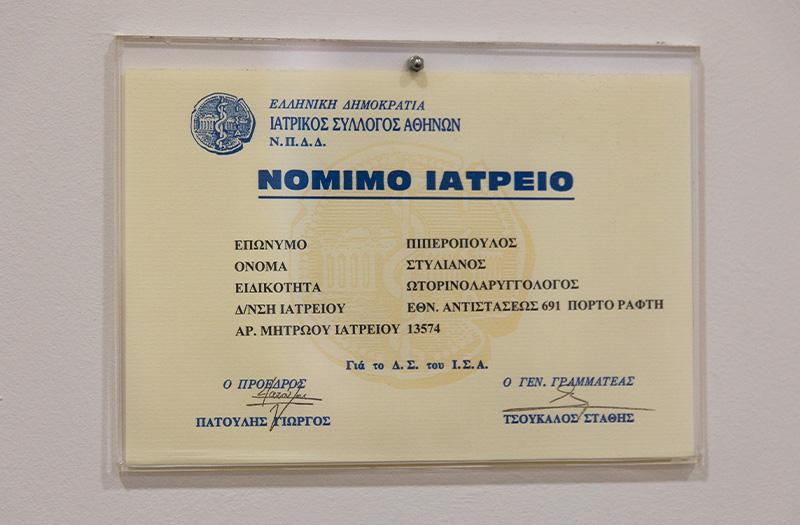 ΕΛΛΗΝΙΚΗ ΔΗΜΟΚΡΑΤΙΑ
ΙΑΤΡΙΚΟΣ ΣΥΛΛΟΓΟΣ ΑΘΗΝΩΝ
Ν.Π.Δ.Δ.
ΝΟΜΙΜΟ ΙΑΤΡΕΙΟ
ΕΠΩΝΥΜΟ ΠΙΠΕΡΟΠΟΥΛΟΣ
ΟΝΟΜΑ ΣΤΥΛΙΑΝΟΣ
ΕΙΔΙΚΟΤΗΤΑ ΩΤΟΡΙΝΟΛΑΡΥΓΓΟΛΟΓΟΣ
Δ/ΝΣΗ ΙΑΤΡΕΙΟΥ ΕΘΝ. ΑΝΤΙΣΤΑΣΕΩΣ 691 ΠΟΡΤΟ ΡΑΦΤΗ
ΑΡ. ΜΗΤΡΩΟΥ ΙΑΤΡΕΙΟΥ 13574
Γιά το Δ.Σ. του Ι.Σ.Α.
Ο ΠΡΟΕΔΡΟΣ Ο ΓΕΝ. ΓΡΑΜΜΑΤΕΑΣ
ΠΑΤΟΥΛΗΣ ΓΙΩΡΓΟΣ ΤΣΟΥΚΑΛΟΣ ΣΤΑΘΗΣ